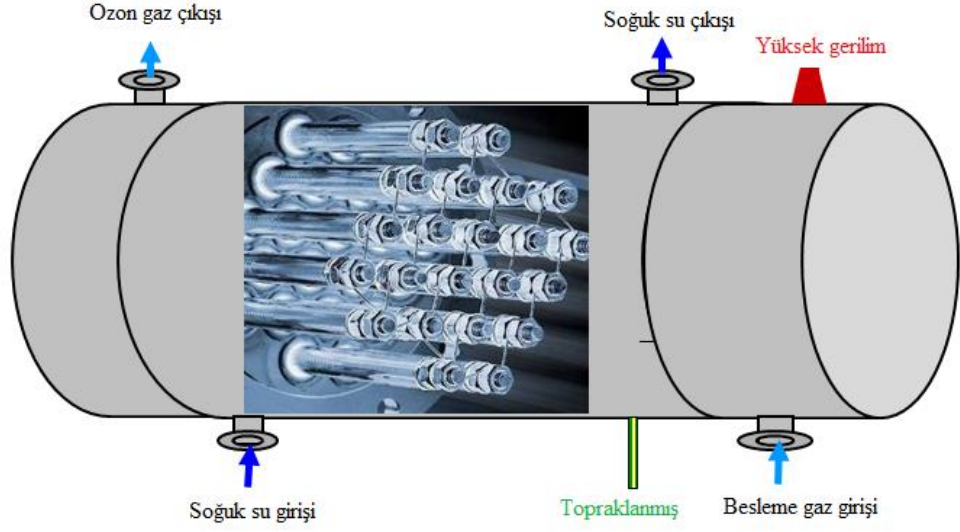 Ozon gaz çıkışı
Soğuk su çıkışı
Yüksek gerilim
Soğuk su girişi
Topraklanmış
Besleme gaz girişi